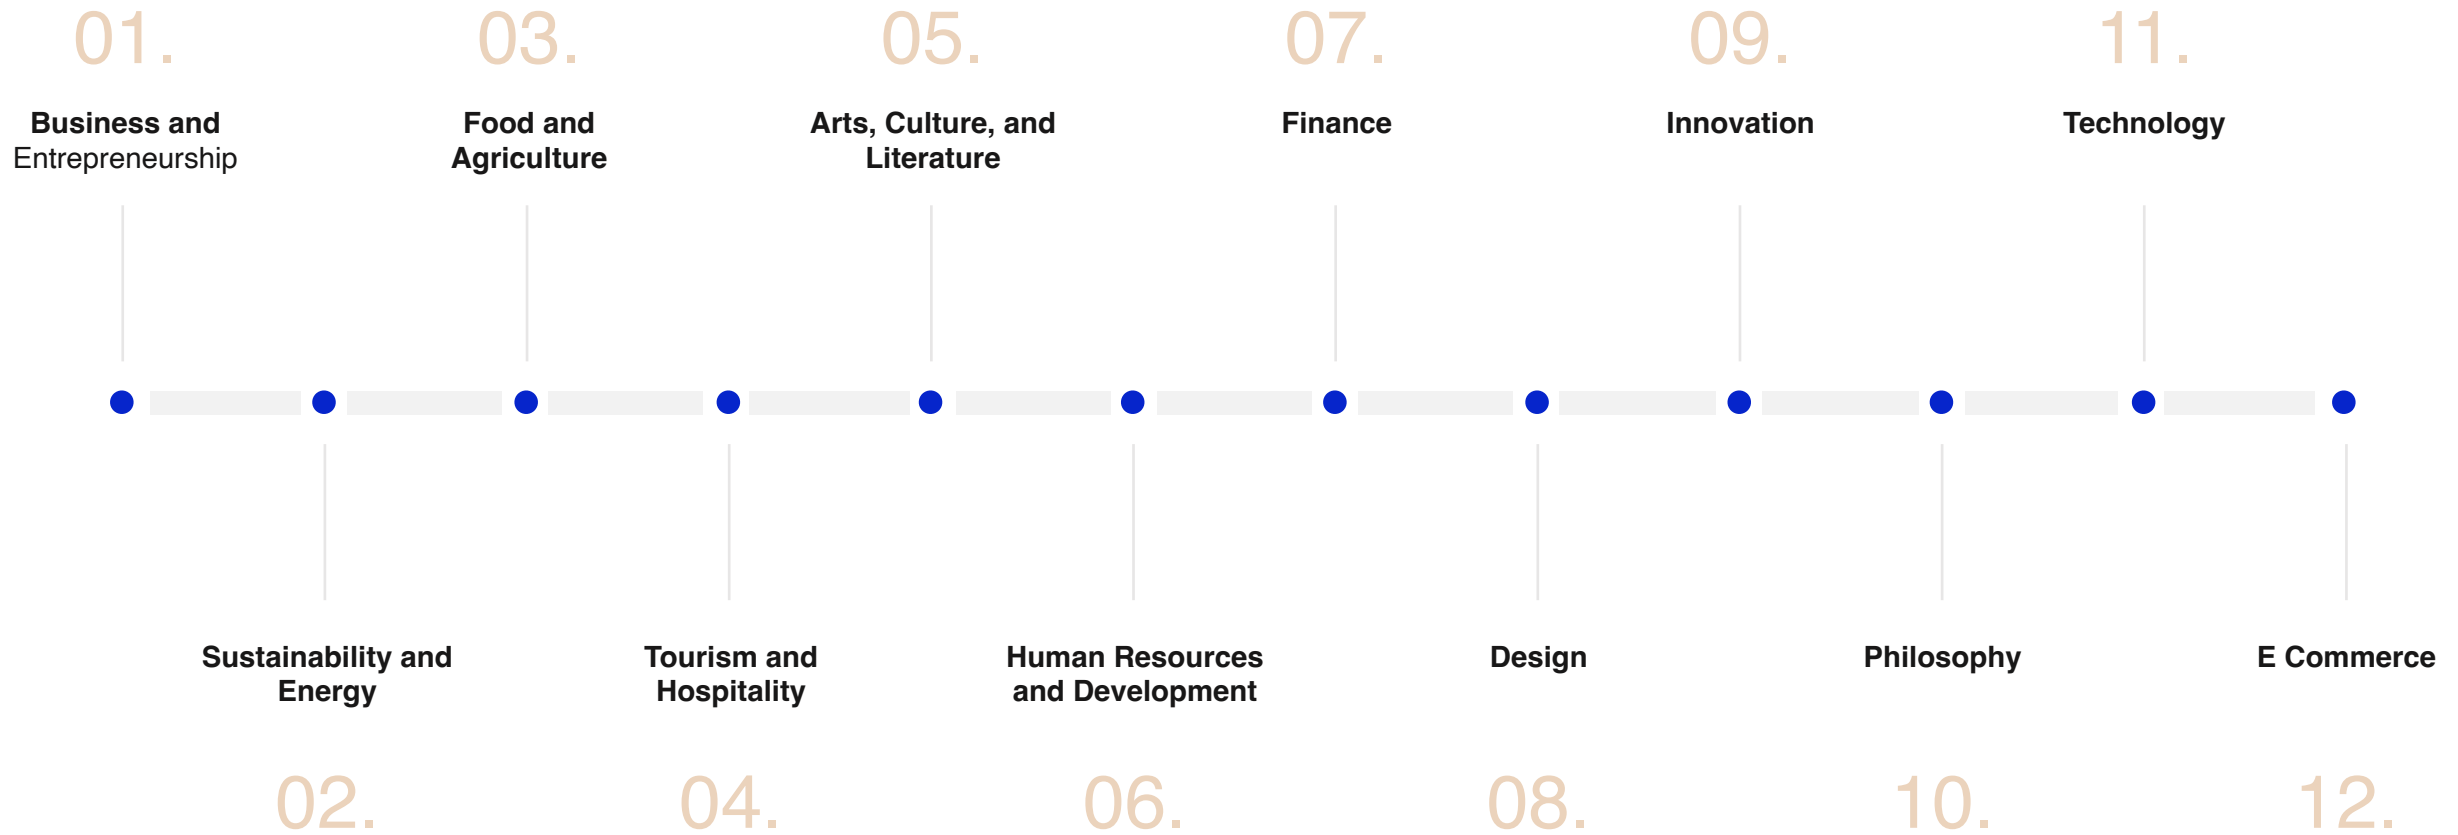 01.
Business and
Entrepreneurship
02.
Sustainability and
Energy
03.
Food and
Agriculture
04.
Tourism and
Hospitality
05.
Arts, Culture, and
Literature
06.
Human Resources
and Development
07.
Finance
08.
Design
09.
Innovation
10.
Philosophy
11.
Technology
12.
E Commerce